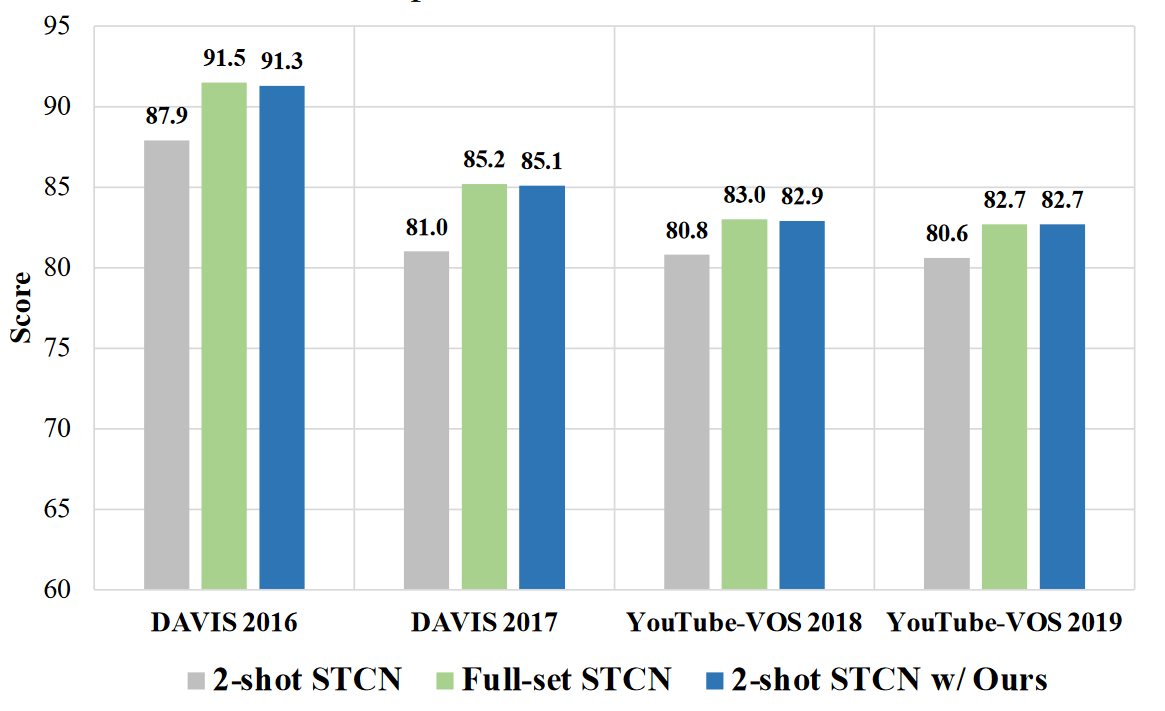 95
90
85
80
75
70
65
60
Score
87.9
91.5
91.3
81.0
85.2
85.1
80.8
83.0
82.9
80.6
82.7
82.7
DAVIS 2016
DAVIS 2017
YouTube-VOS 2018
YouTube-VOS 2019
2-shot STCN
Full-set STCN
2-shot STCN w/ Ours